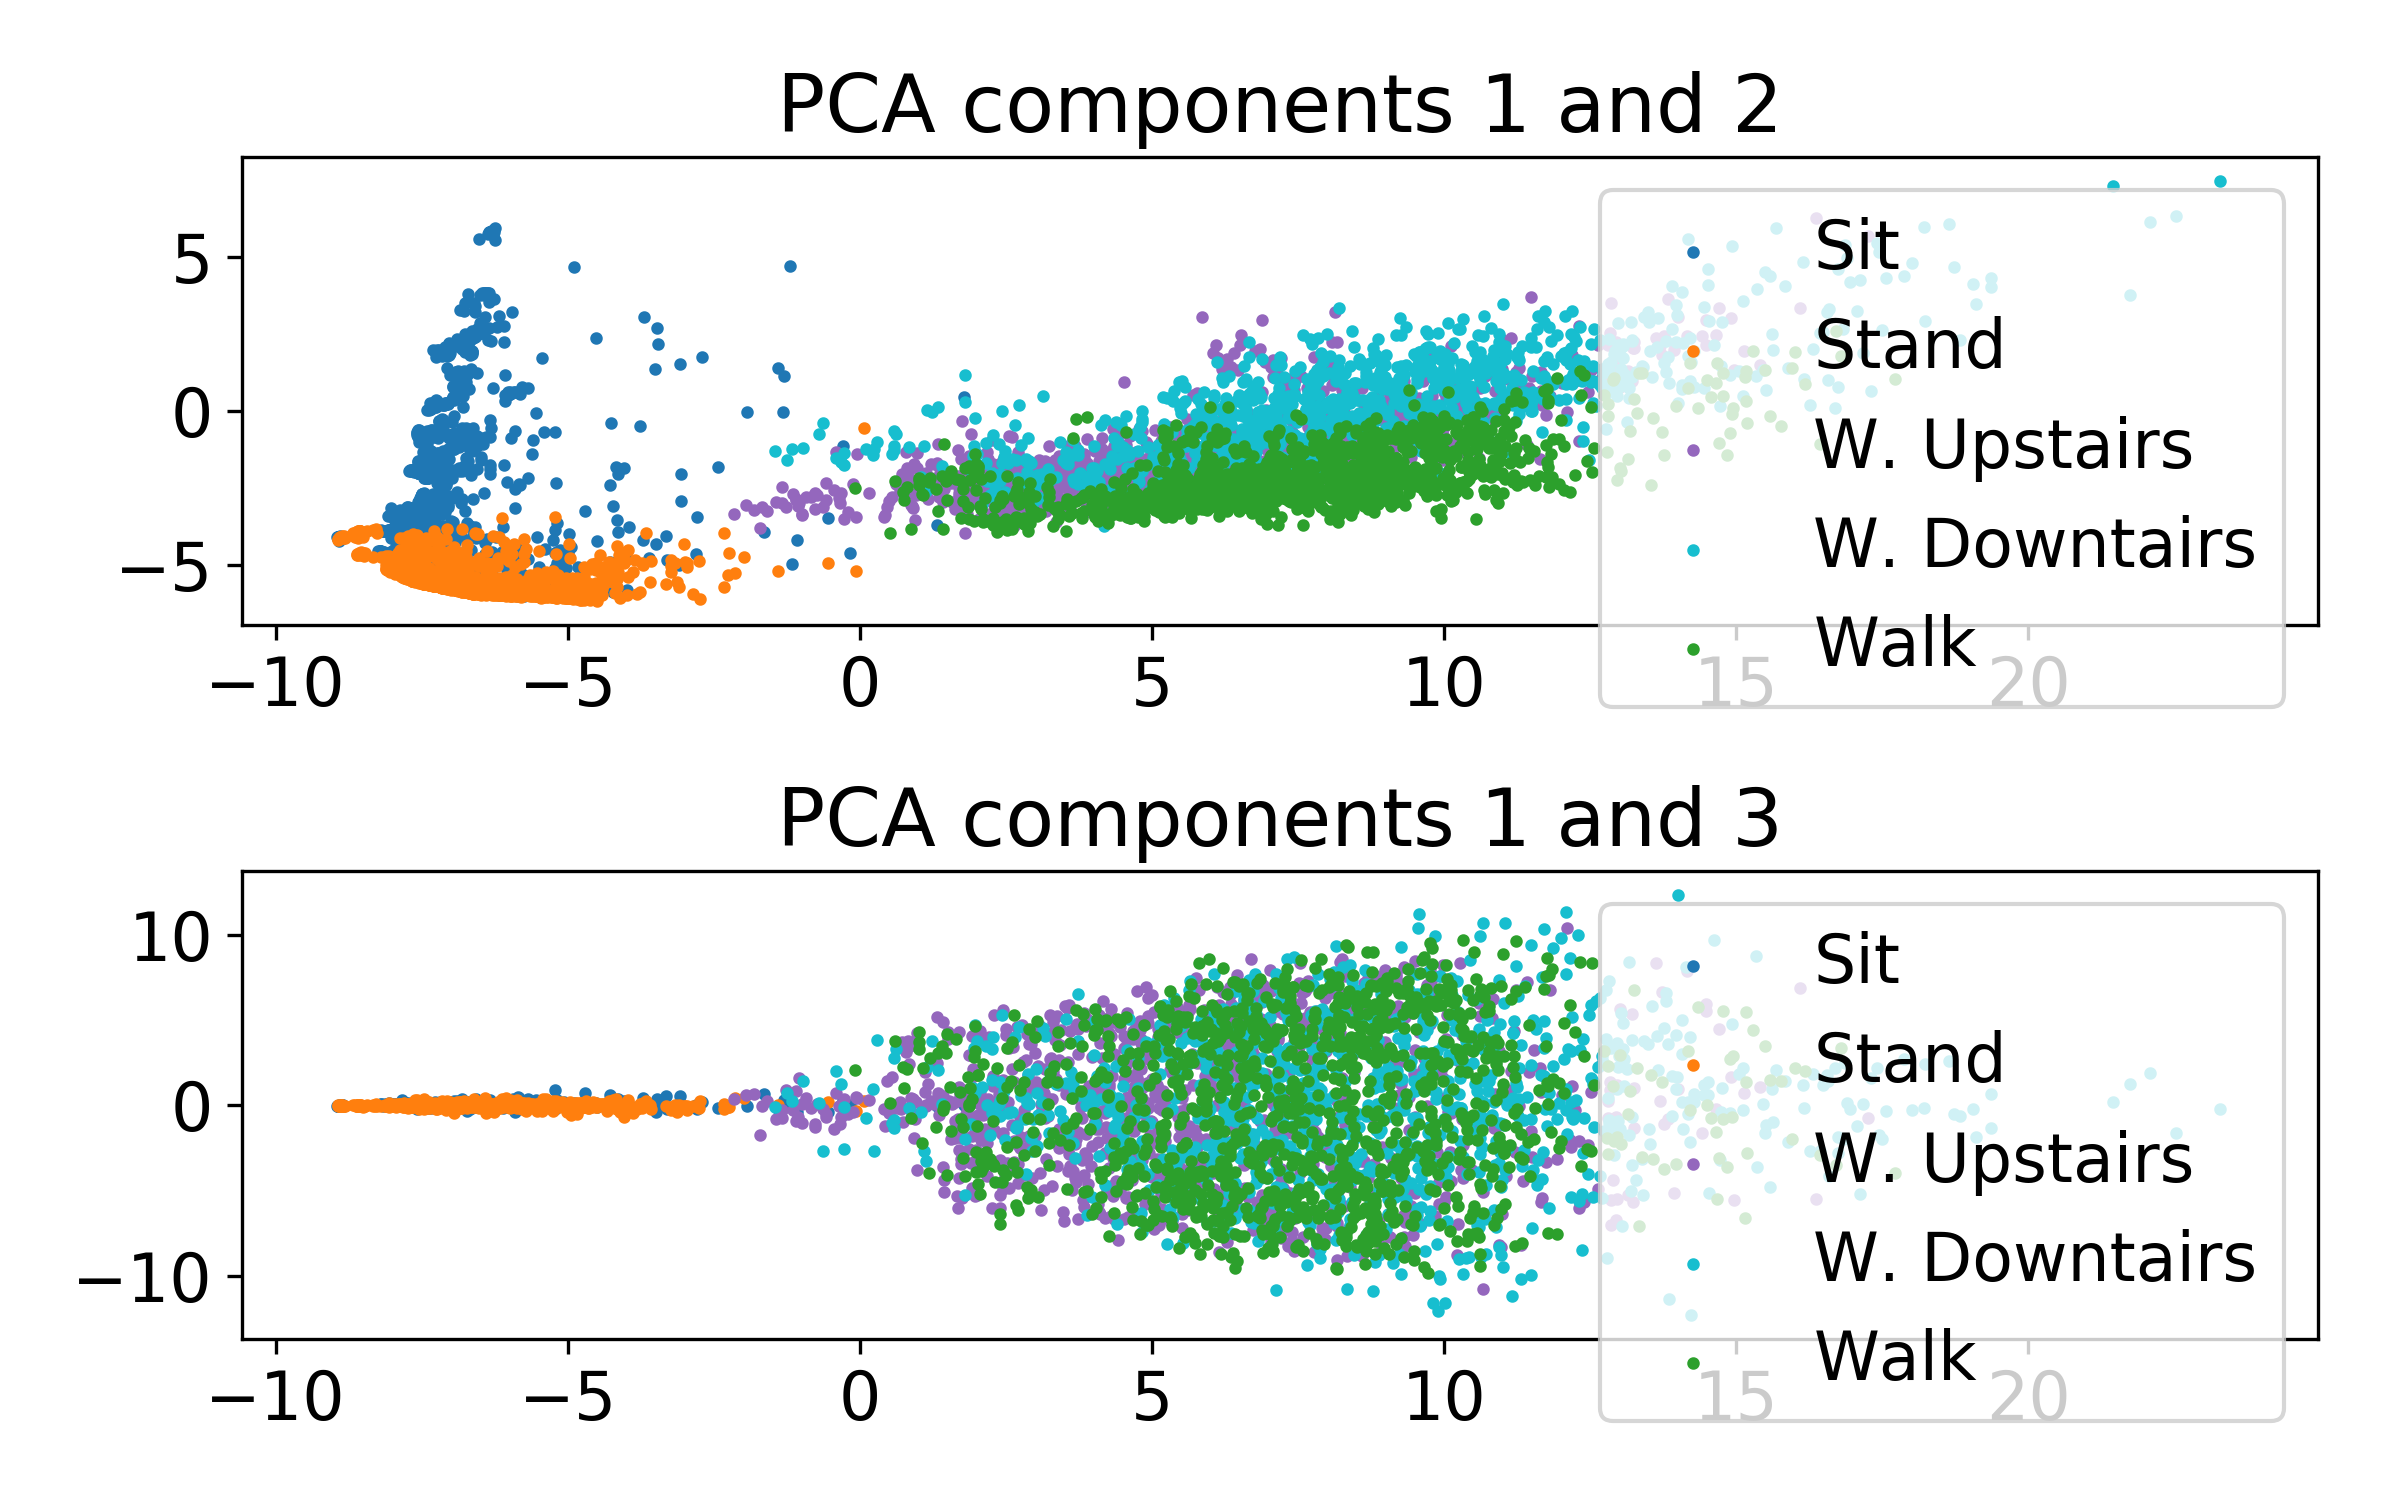 PCA components 1 and 2
5
0
−5
−10 −5 0 5 10 15 20
Sit
Stand
W. Upstairs
W. Downtairs
Walk
PCA components 1 and 3
10
0
−10
−10 −5 0 5 10 15 20
Sit
Stand
W. Upstairs
W. Downtairs
Walk